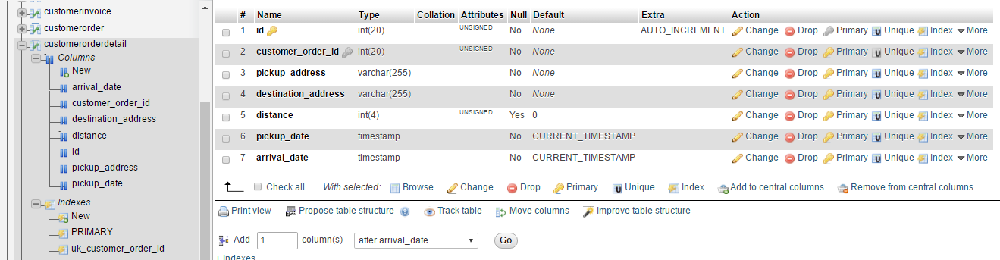 customerinvoice
customerorder
customerorderdetail
Columns
New
arrival_date
customer_order_id
destination_address
distance
id
pickup_address
pickup_date
Indexes
New
PRIMARY
uk_customer_order_id
# Name Type Collation Attributes Null Default Extra Action
1 id int(20) UNSIGNED No None AUTO_INCREMENT Change Drop Primary Unique Index More
2 customer_order_id int(20) UNSIGNED No None Change Drop Primary Unique Index More
3 pickup_address varchar(255) No None Change Drop Primary Unique Index More
4 destination_address varchar(255) No None Change Drop Primary Unique Index More
5 distance int(4) UNSIGNED Yes 0 Change Drop Primary Unique Index More
6 pickup_date timestamp No CURRENT_TIMESTAMP Change Drop Primary Unique Index More
7 arrival_date timestamp No CURRENT_TIMESTAMP Change Drop Primary Unique Index More
Check all With selected: Browse Change Drop Primary Unique Index Add to central columns Remove from central columns
Print view Propose table structure Track table Move columns Improve table structure
Add 1 column(s) after arrival_date Go
+ Indexes